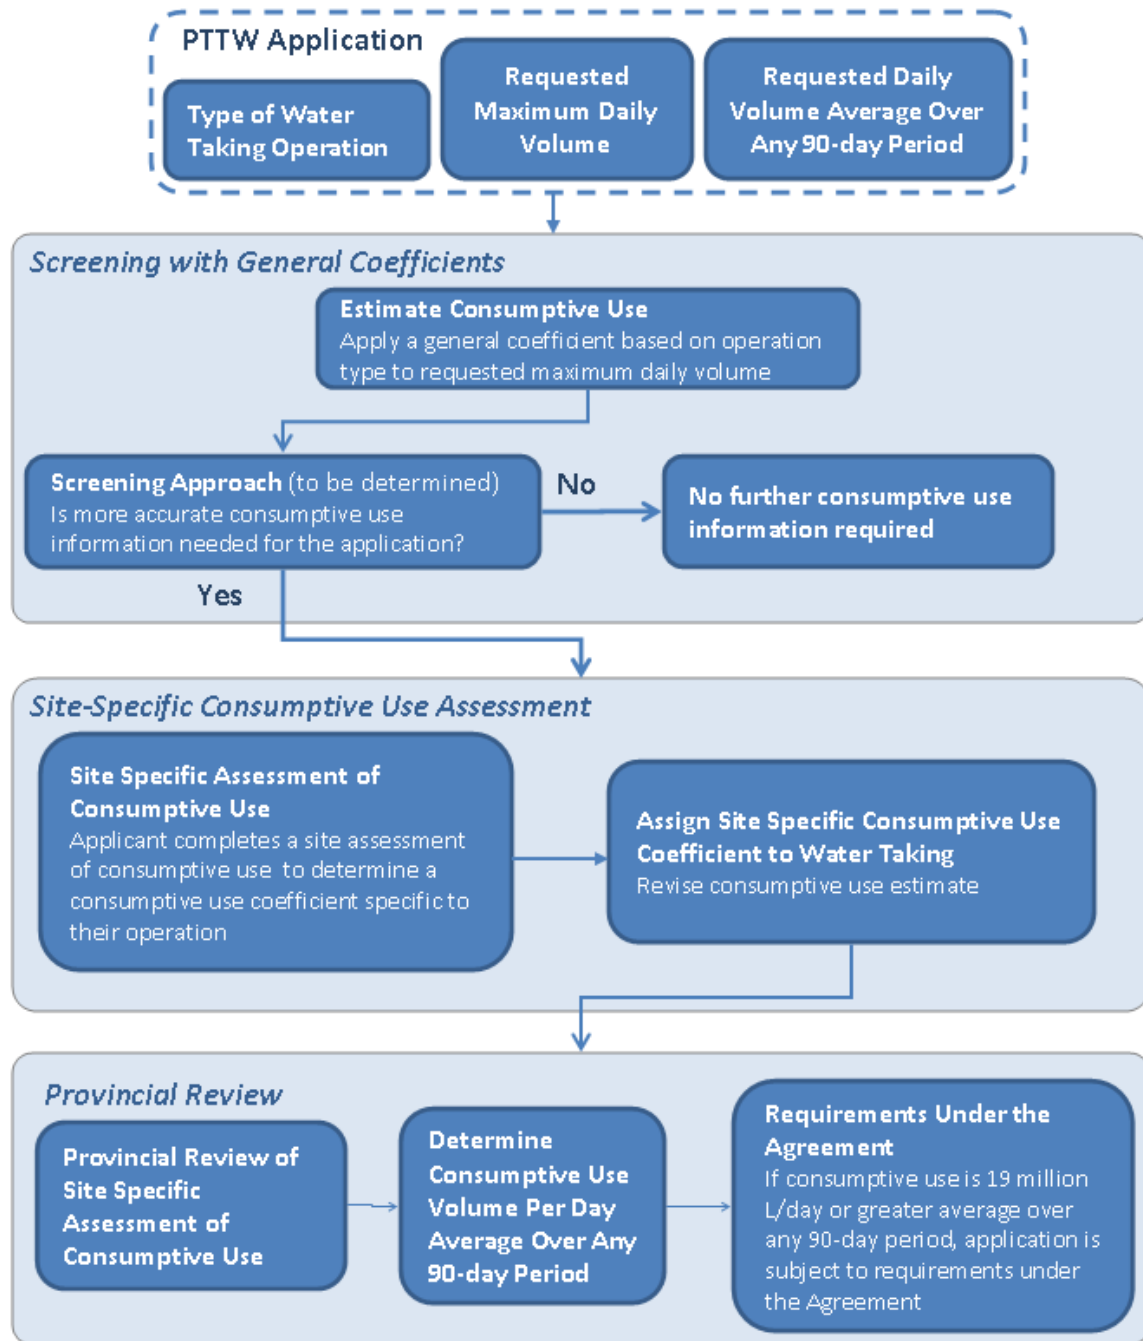 PTTW Application
Type of Water
Taking Operation
Requested
Maximum Daily
Volume
Requested Daily
Volume Average Over
Any 90-day Period
Screening with General Coefficients
Estimate Consumptive Use
Apply a general coefficient based on operation
type to requested maximum daily volume
Screening Approach (to be determined)
Is more accurate consumptive use
information needed for the application?
No
No further consumptive use
information required
Yes
Site-Specific Consumptive Use Assessment
Site Specific Assessment of
Consumptive Use
Applicant completes a site assessment
of consumptive use to determine a
consumptive use coefficient specific to
their operation
Assign Site Specific Consumptive Use
Coefficient to Water Taking
Revise consumptive use estimate
Provincial Review
Provincial Review of
Site Specific
Assessment of
Consumptive Use
Determine
Consumptive Use
Volume Per Day
Average Over Any
90-day Period
Requirements Under the
Agreement
If consumptive use is 19 million
L/day or greater average over
any 90-day period, application is
subject to requirements under
the Agreement